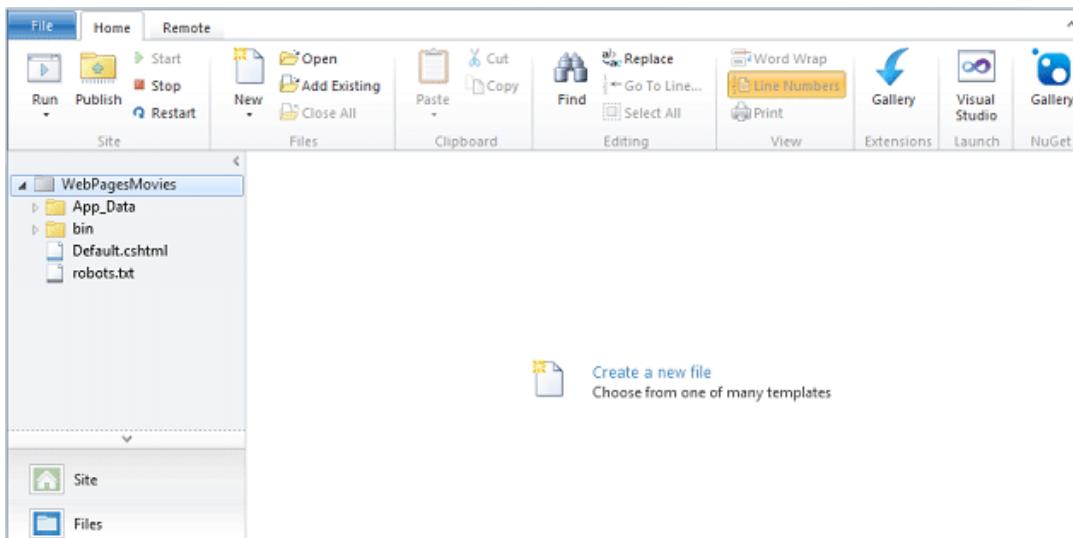 File Home Remote
Run
Publish
Start
Stop
Restart
Site
New
Open
Add Existing
Close All
Files
Paste
Cut
Copy
Clipboard
Find
Replace
Go To Line...
Select All
Editing
Word Wrap
Line Numbers
Print
View
Gallery
Extensions
Visual
Studio
Launch
Gallery
NuGet
WebPagesMovies
App_Data
bin
Default.cshtml
robots.txt
Create a new file
Choose from one of many templates
Site
Files